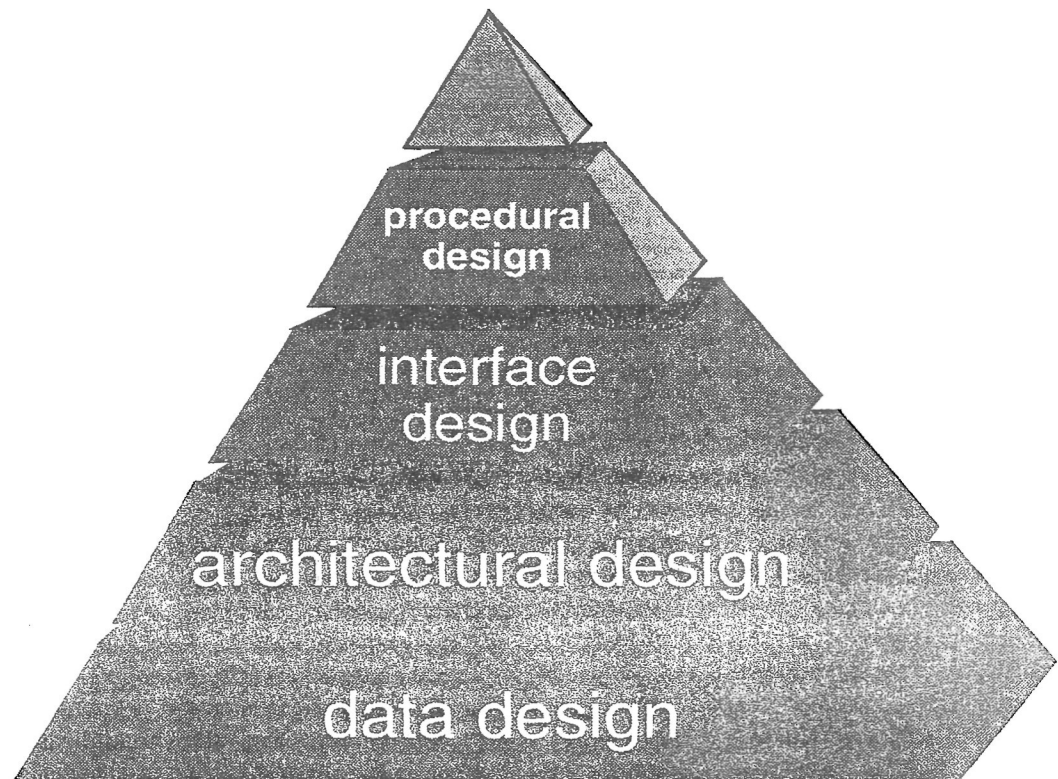 procedural
design
interface
design
architectural design
data design